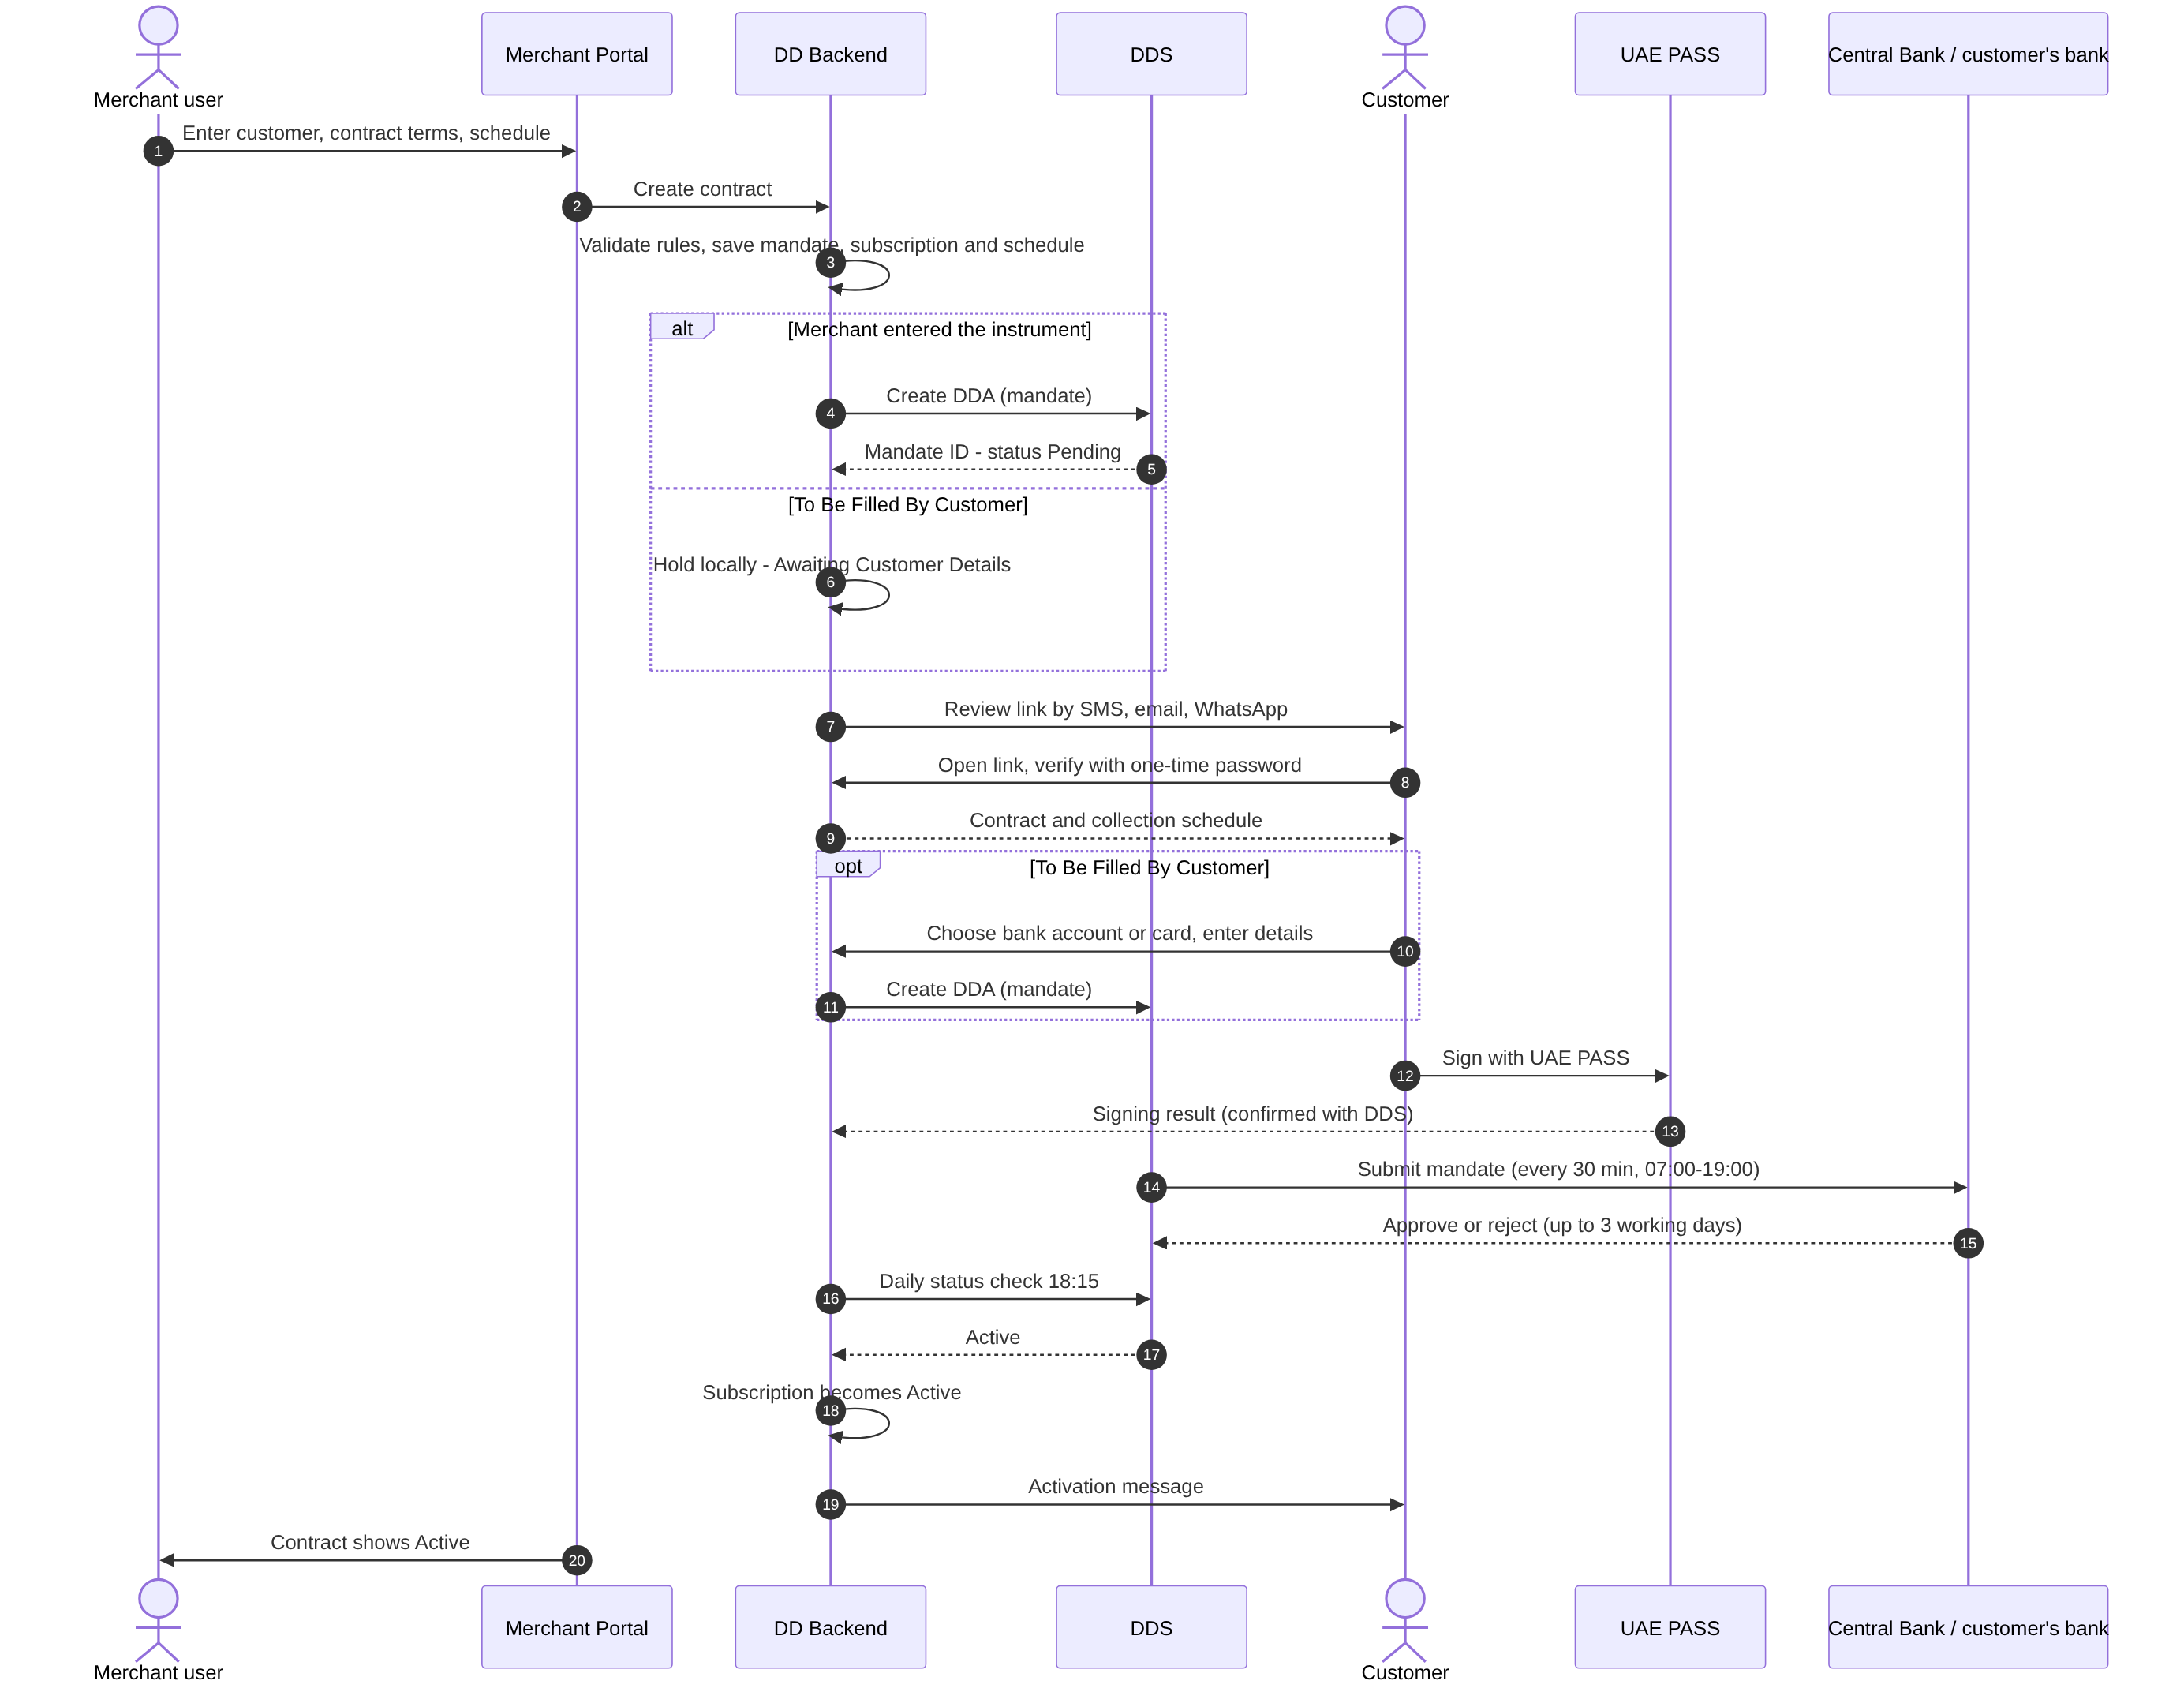 Merchant user
Merchant Portal
DD Backend
DDS
Customer
UAE PASS
Central Bank / customer's bank
1
Enter customer, contract terms, schedule
2
Create contract
Validate rules, save mandate, subscription and schedule
3
alt
[Merchant entered the instrument]
4
Create DDA (mandate)
Mandate ID - status Pending
5
[To Be Filled By Customer]
Hold locally - Awaiting Customer Details
6
7
Review link by SMS, email, WhatsApp
Open link, verify with one-time password
8
9
Contract and collection schedule
opt
[To Be Filled By Customer]
Choose bank account or card, enter details
10
11
Create DDA (mandate)
12
Sign with UAE PASS
Signing result (confirmed with DDS)
13
14
Submit mandate (every 30 min, 07:00-19:00)
Approve or reject (up to 3 working days)
15
16
Daily status check 18:15
Active
17
Subscription becomes Active
18
19
Activation message
Contract shows Active
20
Merchant user
Merchant Portal
DD Backend
DDS
Customer
UAE PASS
Central Bank / customer's bank